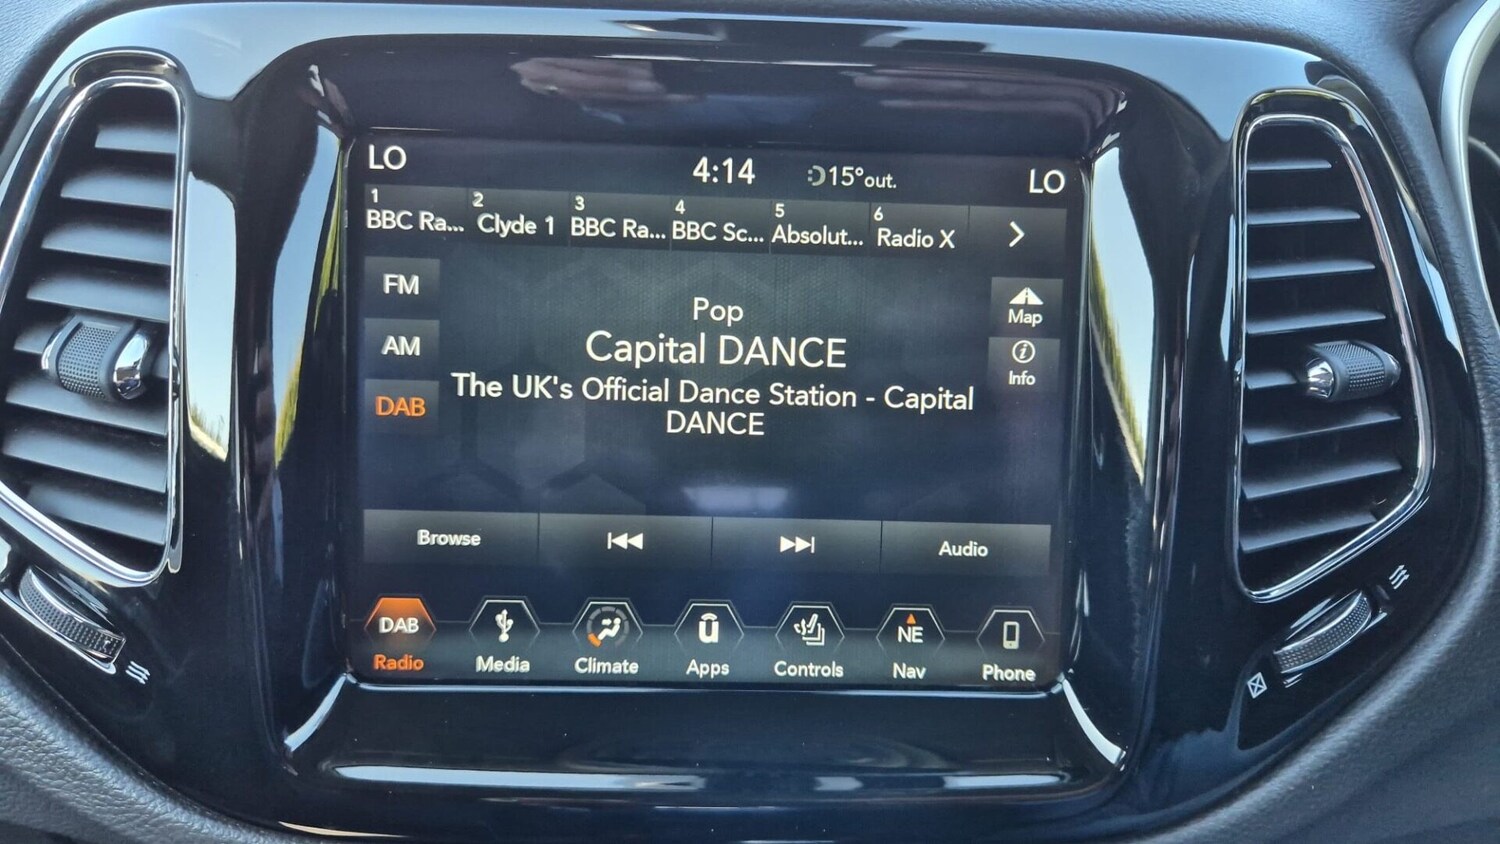 LO 4:14 15°out. LO
1 2 3 4 5 6
BBC Ra... Clyde 1 BBC Ra... BBC Sc... Absolut... Radio X
FM
Pop
Map
AM
Capital DANCE
Info
DAB
The UK's Official Dance Station - Capital
DANCE
Browse Audio
DAB NE
Radio Media Climate Apps Controls Nav Phone